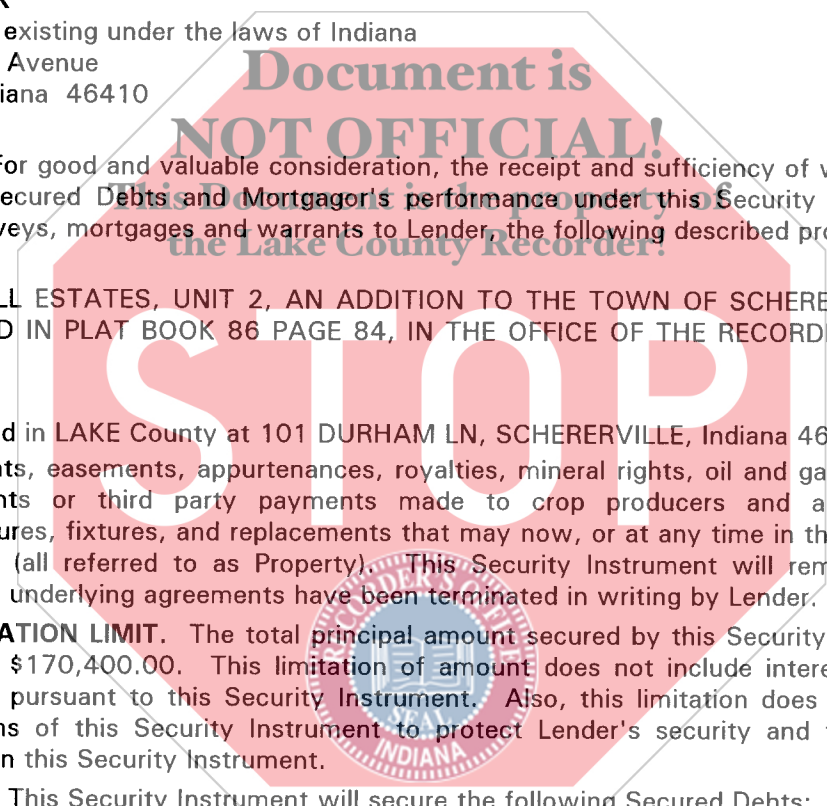 existing under the laws of Indiana
Avenue
iana 46410
Document is
NOT OFFICIAL!
This Document is the property of
the Lake County Recorder!
For good and valuable consideration, the receipt and sufficiency of
ecured Debts and Mortgagor's performance under this Security
veys, mortgages and warrants to Lender, the following described pro
LL ESTATES, UNIT 2, AN ADDITION TO THE TOWN OF SCHERE
D IN PLAT BOOK 86 PAGE 84, IN THE OFFICE OF THE RECORD
STOP
d in LAKE County at 101 DURHAM LN, SCHERERVILLE, Indiana 46
ts, easements, appurtenances, royalties, mineral rights, oil and ga
nts or third party payments made to crop producers and a
ures, fixtures, and replacements that may now, or at any time in th
(all referred to as Property). This Security Instrument will rem
underlying agreements have been terminated in writing by Lender.
ATION LIMIT. The total principal amount secured by this Security
$170,400.00. This limitation of amount does not include intere
pursuant to this Security Instrument. Also, this limitation does
ns of this Security Instrument to protect Lender's security and
n this Security Instrument.
This Security Instrument will secure the following Secured Debts:
RECORDER'S OFFICE
SEAL
INDIANA